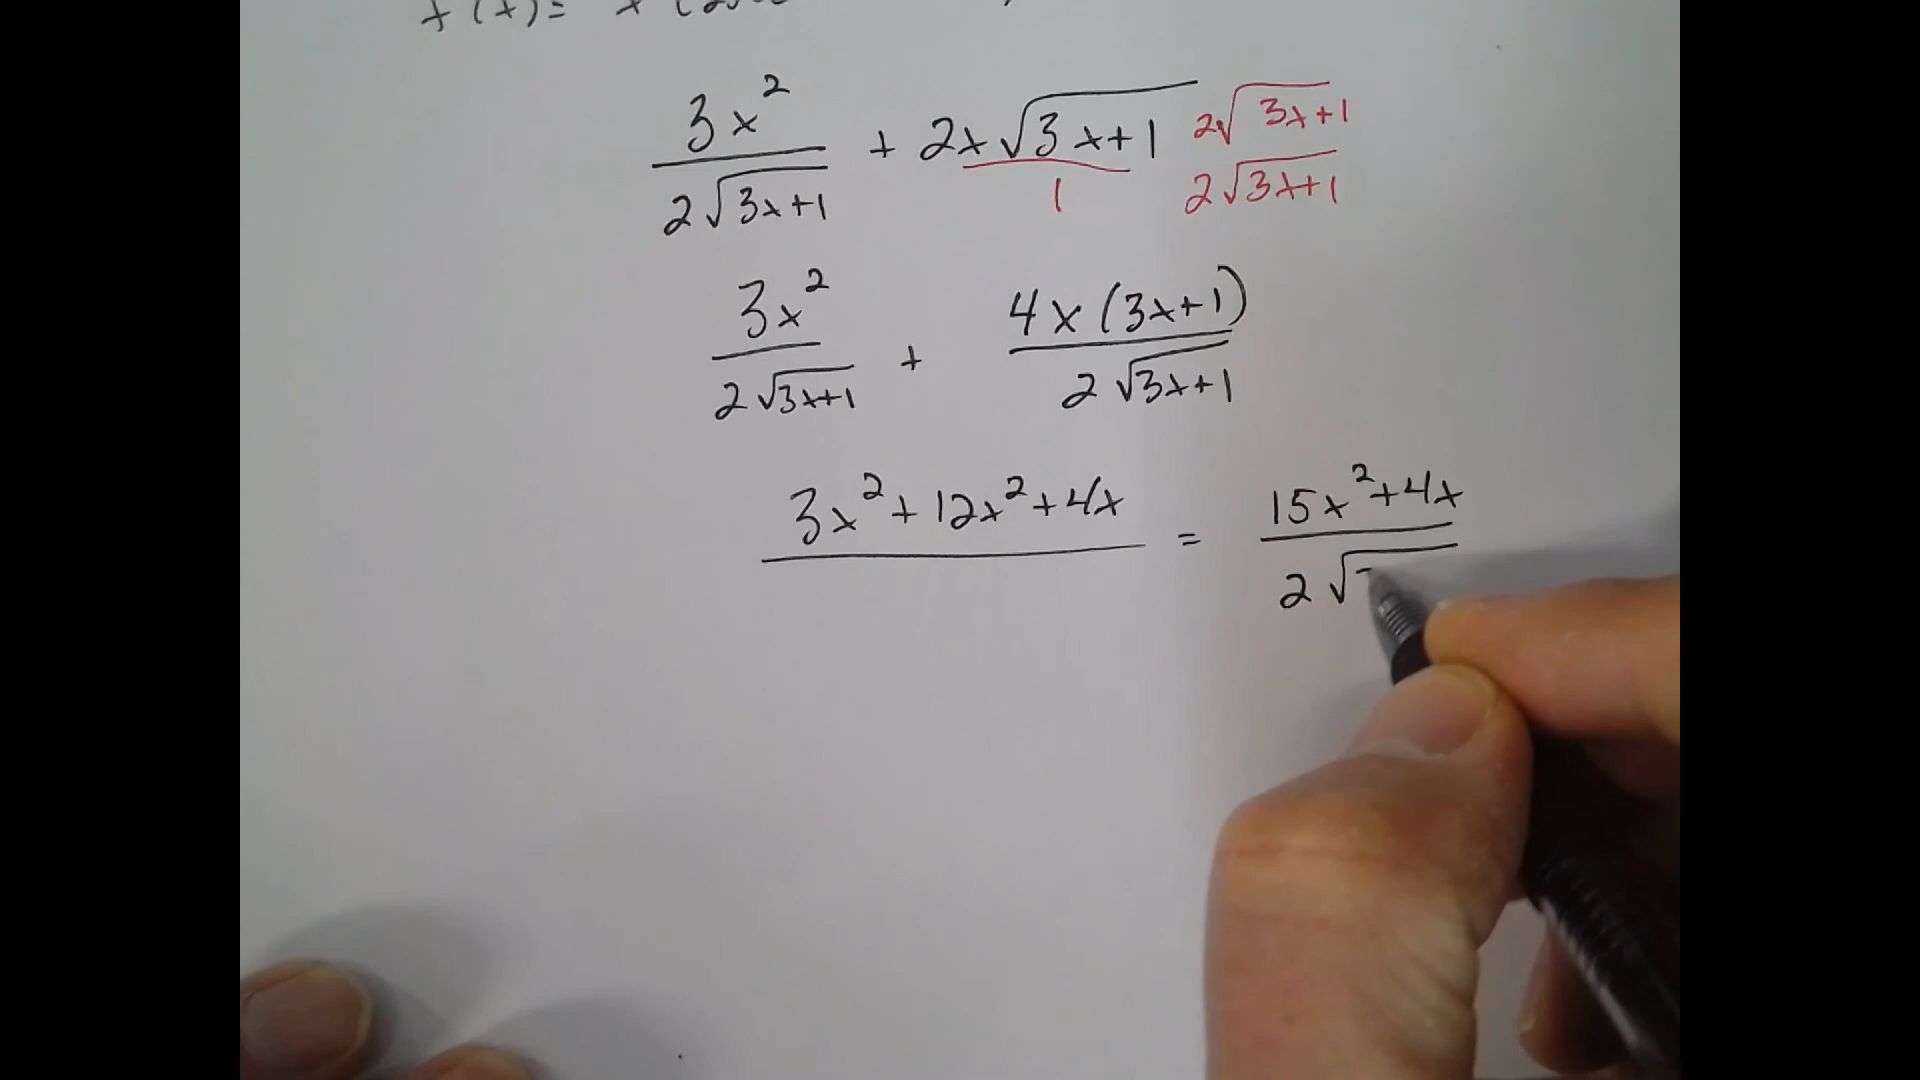 3x² / 2√(3x+1) + 2x√(3x+1) / 1 2√(3x+1) / 2√(3x+1)
3x² / 2√(3x+1) + 4x(3x+1) / 2√(3x+1)
3x²+12x²+4x = 15x²+4x / 2√